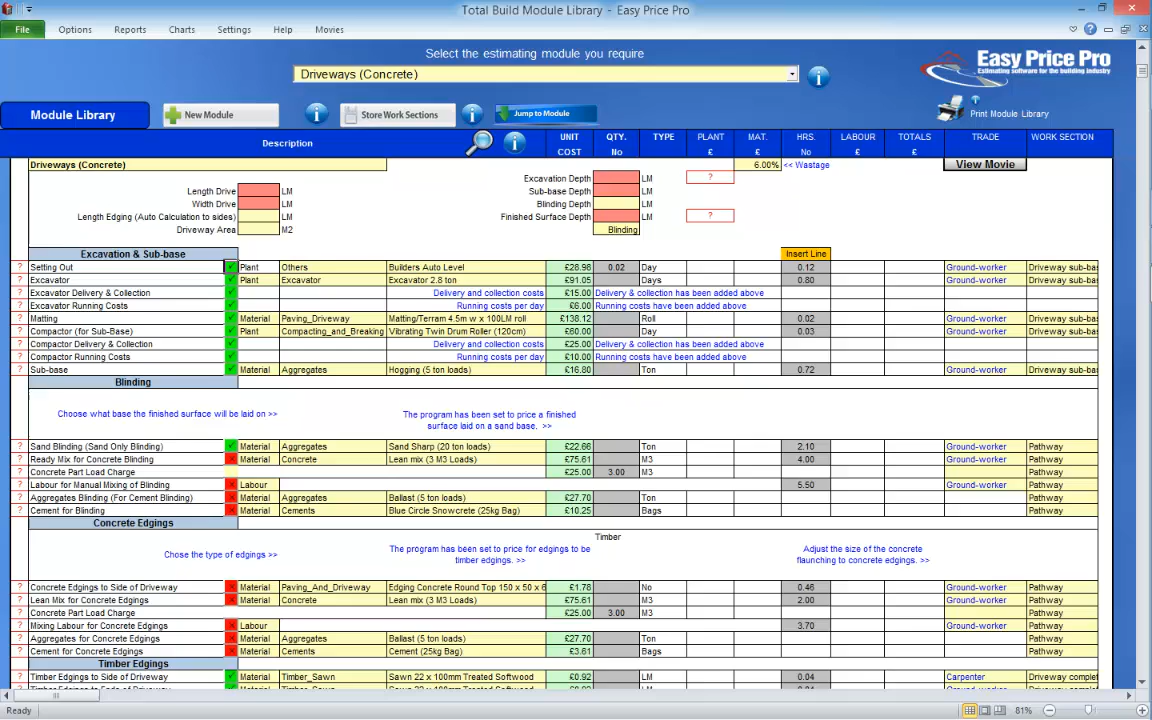 Total Build Module Library - Easy Price Pro
File Options Reports Charts Settings Help Movies
Select the estimating module you require
Driveways (Concrete)
Easy Price Pro
Estimating software for the building industry
Module Library New Module Store Work Sections Jump to Module Print Module Library
Description UNIT COST QTY. No TYPE PLANT £ MAT. £ HRS. No LABOUR £ TOTALS £ TRADE WORK SECTION
Driveways (Concrete) 6.00% << Wastage View Movie
Excavation Depth LM ?
Length Drive LM Sub-base Depth LM
Width Drive LM Blinding Depth LM
Length Edging (Auto Calculation to sides) LM Finished Surface Depth LM ?
Driveway Area M2 Blinding
Excavation & Sub-base Insert Line
? Setting Out Plant Others Builders Auto Level £28.98 0.02 Day 0.12 Ground-worker Driveway sub-bas
? Excavator Plant Excavator Excavator 2.8 ton £91.05 Days 0.80 Ground-worker Driveway sub-bas
? Excavator Delivery & Collection Delivery and collection costs £15.00 Delivery & collection has been added above
? Excavator Running Costs Running costs per day £6.00 Running costs have been added above
? Matting Material Paving_Driveway Matting/Terram 4.5m w x 100LM roll £138.12 Roll 0.02 Ground-worker Driveway sub-bas
? Compactor (for Sub-Base) Plant Compacting_and_Breaking Vibrating Twin Drum Roller (120cm) £60.00 Day 0.03 Ground-worker Driveway sub-bas
? Compactor Delivery & Collection Delivery and collection costs £25.00 Delivery & collection has been added above
? Compactor Running Costs Running costs per day £10.00 Running costs have been added above
? Sub-base Material Aggregates Hogging (5 ton loads) £16.80 Ton 0.72 Ground-worker Driveway sub-bas
Blinding
Choose what base the finished surface will be laid on >> The program has been set to price a finished
surface laid on a sand base. >>
? Sand Blinding (Sand Only Blinding) Material Aggregates Sand Sharp (20 ton loads) £22.66 Ton 2.10 Ground-worker Pathway
? Ready Mix for Concrete Blinding Material Concrete Lean mix (3 M3 Loads) £75.61 M3 4.00 Ground-worker Pathway
? Concrete Part Load Charge £25.00 3.00 M3 Pathway
? Labour for Manual Mixing of Blinding Labour 5.50 Ground-worker Pathway
? Aggregates Blinding (For Cement Blinding) Material Aggregates Ballast (5 ton loads) £27.70 Ton Pathway
? Cement for Blinding Material Cements Blue Circle Snowcrete (25kg Bag) £10.25 Bags Pathway
Concrete Edgings
Timber
Chose the type of edgings >> The program has been set to price for edgings to be
timber edgings. >> Adjust the size of the concrete
flaunching to concrete edgings. >>
? Concrete Edgings to Side of Driveway Material Paving_And_Driveway Edging Concrete Round Top 150 x 50 x 6 £1.78 No 0.46 Ground-worker Pathway
? Lean Mix for Concrete Edgings Material Concrete Lean mix (3 M3 Loads) £75.61 M3 2.00 Ground-worker Pathway
? Concrete Part Load Charge £25.00 3.00 M3 Pathway
? Mixing Labour for Concrete Edgings Labour 3.70 Ground-worker Pathway
? Aggregates for Concrete Edgings Material Aggregates Ballast (5 ton loads) £27.70 Ton Pathway
? Cement for Concrete Edgings Material Cements Cement (25kg Bag) £3.61 Bags Pathway
Timber Edgings
? Timber Edgings to Side of Driveway Material Timber_Sawn Sawn 22 x 100mm Treated Softwood £0.92 LM 0.04 Carpenter Driveway complet
Ready 81%